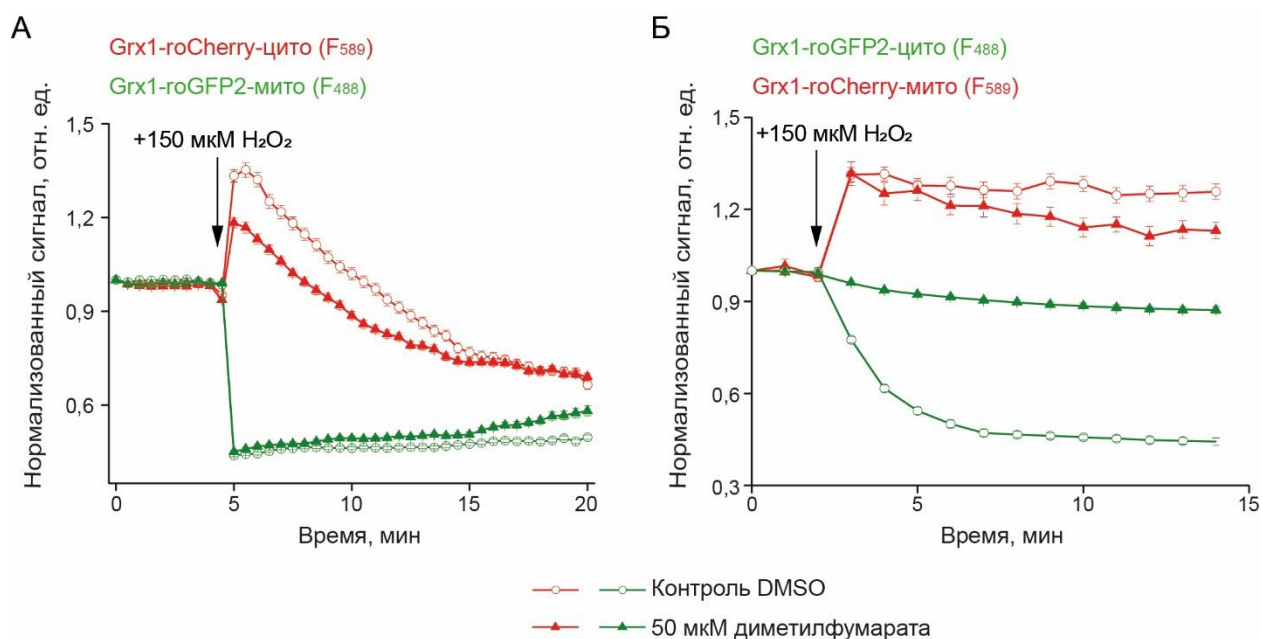 А
Grx1-roCherry-цито (F₅₈₉)
Grx1-roGFP2-мито (F₄₈₈)
Нормализованный сигнал, отн. ед.
+150 мкМ H₂O₂
1,5
1,2
0,9
0,6
0
5
10
15
20
Время, мин
Б
Grx1-roGFP2-цито (F₄₈₈)
Grx1-roCherry-мито (F₅₈₉)
Нормализованный сигнал, отн. ед.
+150 мкМ H₂O₂
1,5
1,2
0,9
0,6
0,3
0
5
10
15
Время, мин
Контроль DMSO
50 мкМ диметилфумарата